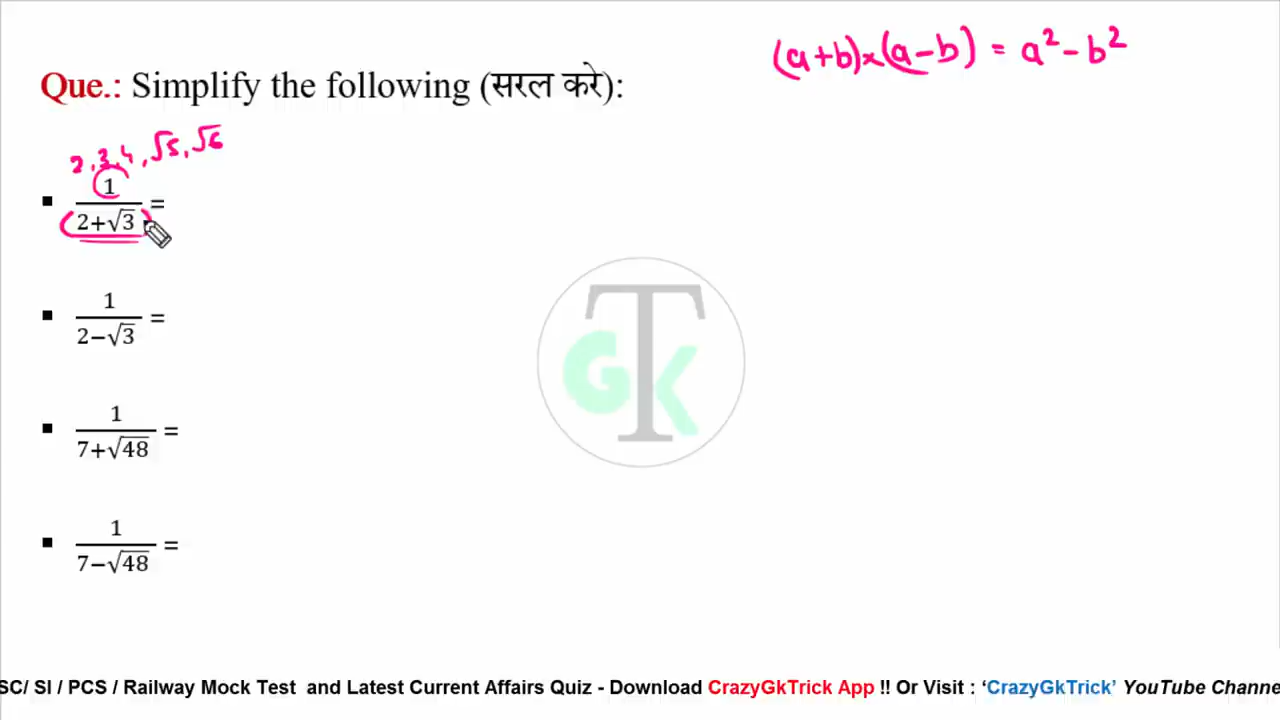 (a+b)×(a-b) = a² - b²
Que.: Simplify the following (सरल करे):
2, 3, 4, √5, √6
▪ 1/(2+√3) =
▪ 1/(2−√3) =
▪ 1/(7+√48) =
▪ 1/(7−√48) =
T
GK
SC/ SI / PCS / Railway Mock Test and Latest Current Affairs Quiz - Download CrazyGkTrick App !! Or Visit : ‘CrazyGkTrick’ YouTube Channe